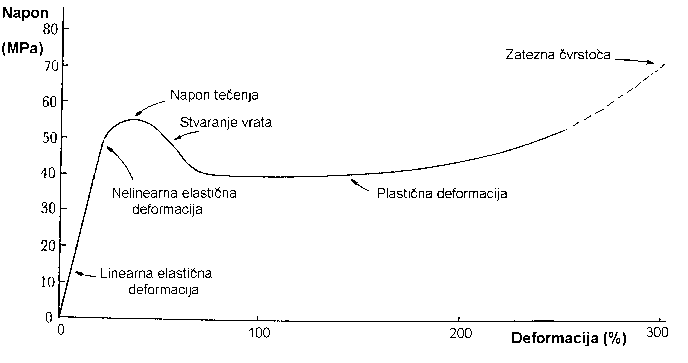 Napon
(MPa)
80
70
60
50
40
30
20
10
0
Zatezna čvrstoća
Napon tečenja
Stvaranje vrata
Nelinearna elastična
deformacija
Plastična deformacija
Linearna elastična
deformacija
0
100
200
300
Deformacija (%)